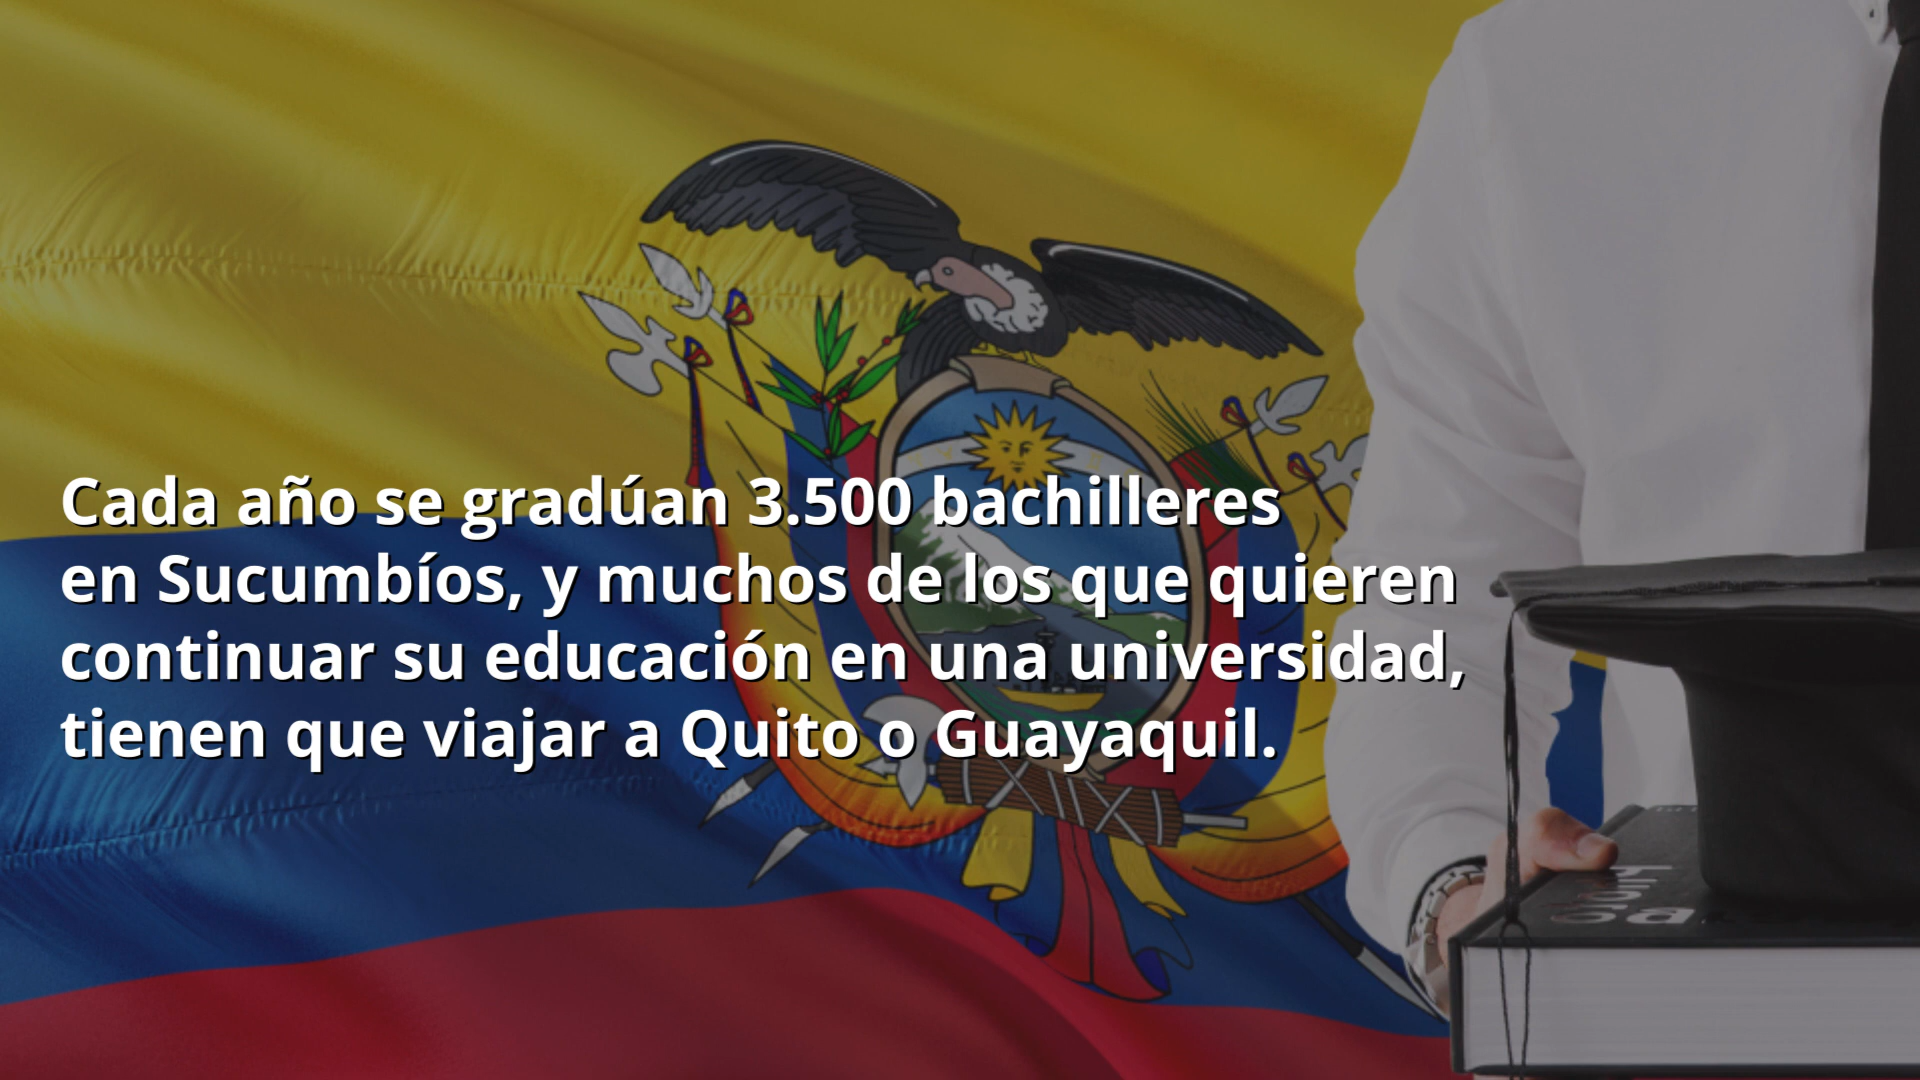 Cada año se gradúan 3.500 bachilleres
en Sucumbíos, y muchos de los que quieren
continuar su educación en una universidad,
tienen que viajar a Quito o Guayaquil.